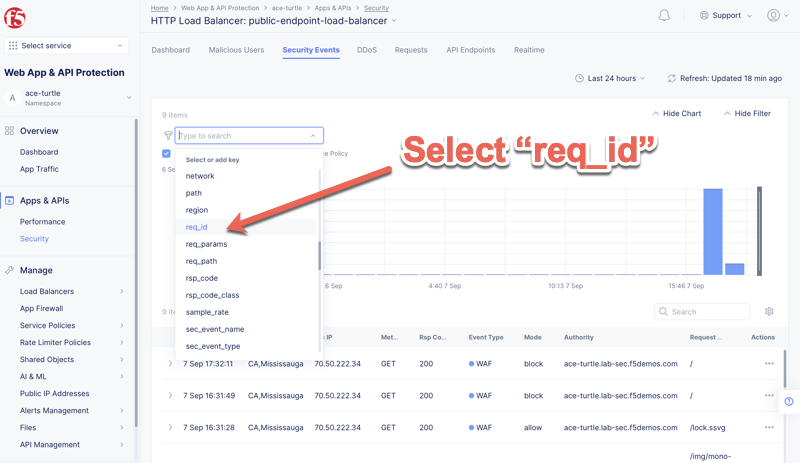 f5
Home > Web App & API Protection > ace-turtle > Apps & APIs > Security
HTTP Load Balancer: public-endpoint-load-balancer
Support
Select service
Web App & API Protection
A
ace-turtle
Namespace
Overview
Dashboard
App Traffic
Apps & APIs
Performance
Security
Manage
Load Balancers
App Firewall
Service Policies
Rate Limiter Policies
Shared Objects
AI & ML
Public IP Addresses
Alerts Management
Files
API Management
Dashboard Malicious Users Security Events DDoS Requests API Endpoints Realtime
Last 24 hours Refresh: Updated 18 min ago
9 items
Hide Chart Hide Filter
Type to search
Select "req_id"
Policy
6 Se
Select or add key
network
path
region
req_id
req_params
req_path
rsp_code
rsp_code_class
sample_rate
sec_event_name
sec_event_type
6 Sep 4:40 7 Sep 10:13 7 Sep 15:46 7 Sep
9 ite
Search
IP Met... Rsp Co... Event Type Mode Authority Request ... Actions
7 Sep 17:32:11 CA,Mississauga 70.50.222.34 GET 200 WAF block ace-turtle.lab-sec.f5demos.com / ...
7 Sep 16:31:49 CA,Mississauga 70.50.222.34 GET 200 WAF block ace-turtle.lab-sec.f5demos.com / ...
7 Sep 16:31:28 CA,Mississauga 70.50.222.34 GET 200 WAF allow ace-turtle.lab-sec.f5demos.com /lock.ssvg ...
/img/mono-